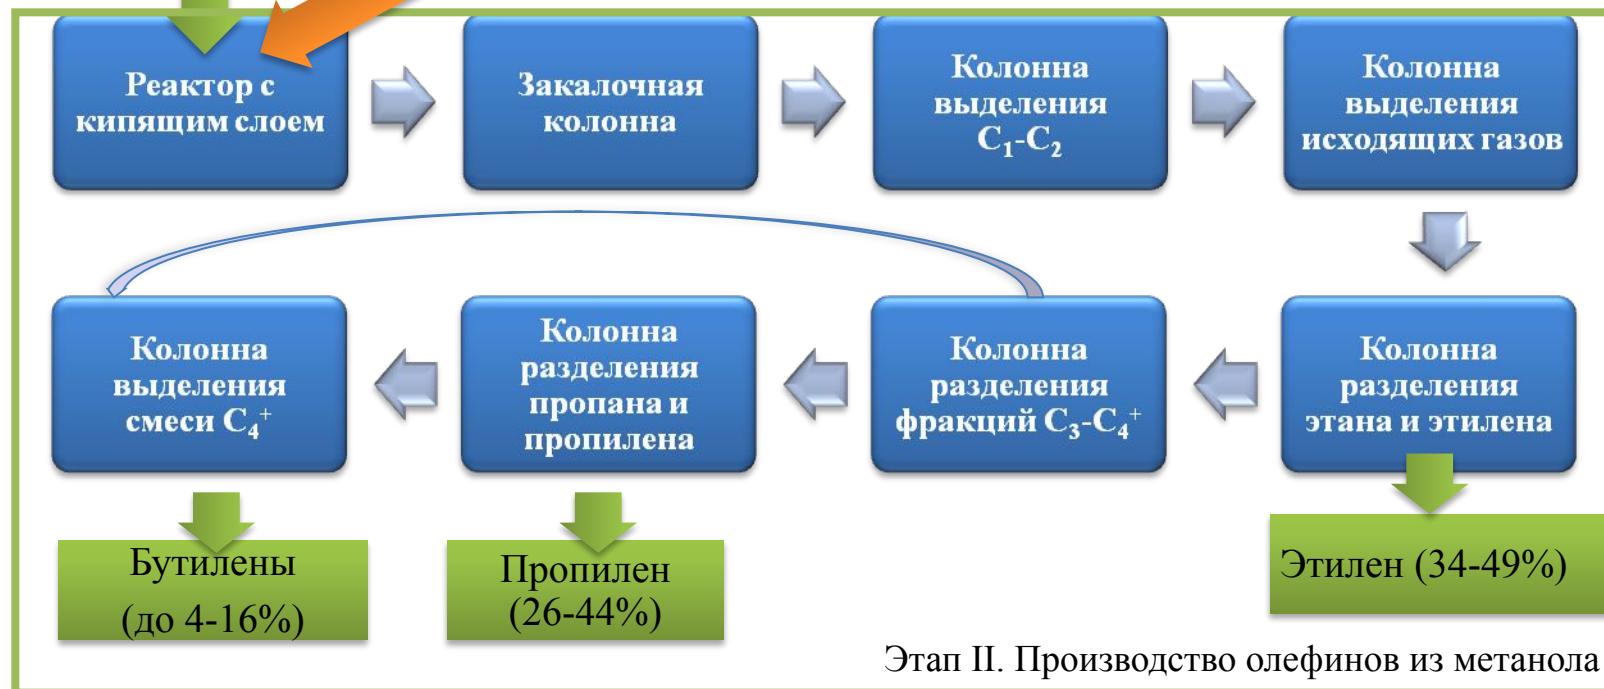 Реактор с
кипящим слоем
Закалочная
колонна
Колонна
выделения
C₁-C₂
Колонна
выделения
исходящих газов
Колонна
выделения
смеси C₄⁺
Колонна
разделения
пропана и
пропилена
Колонна
разделения
фракций C₃-C₄⁺
Колонна
разделения
этана и этилена
Бутилены
(до 4-16%)
Пропилен
(26-44%)
Этилен (34-49%)
Этап II. Производство олефинов из метанола